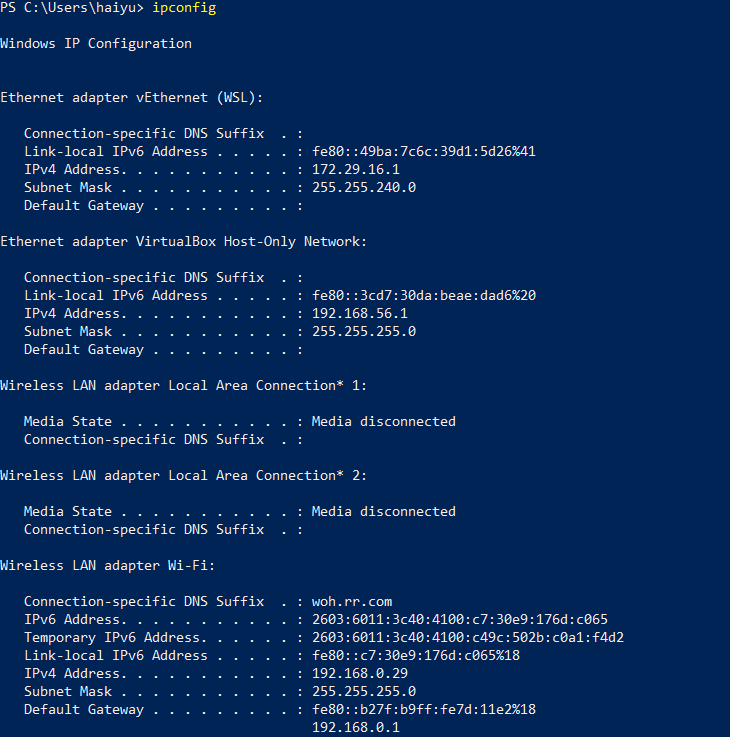 PS C:\Users\haiyu> ipconfig
Windows IP Configuration
Ethernet adapter vEthernet (WSL):
Connection-specific DNS Suffix  . :
Link-local IPv6 Address . . . . . : fe80::49ba:7c6c:39d1:5d26%41
IPv4 Address. . . . . . . . . . . : 172.29.16.1
Subnet Mask . . . . . . . . . . . : 255.255.240.0
Default Gateway . . . . . . . . . :
Ethernet adapter VirtualBox Host-Only Network:
Connection-specific DNS Suffix  . :
Link-local IPv6 Address . . . . . : fe80::3cd7:30da:beae:dad6%20
IPv4 Address. . . . . . . . . . . : 192.168.56.1
Subnet Mask . . . . . . . . . . . : 255.255.255.0
Default Gateway . . . . . . . . . :
Wireless LAN adapter Local Area Connection* 1:
Media State . . . . . . . . . . . : Media disconnected
Connection-specific DNS Suffix  . :
Wireless LAN adapter Local Area Connection* 2:
Media State . . . . . . . . . . . : Media disconnected
Connection-specific DNS Suffix  . :
Wireless LAN adapter Wi-Fi:
Connection-specific DNS Suffix  . : woh.rr.com
IPv6 Address. . . . . . . . . . . : 2603:6011:3c40:4100:c7:30e9:176d:c065
Temporary IPv6 Address. . . . . . : 2603:6011:3c40:4100:c49c:502b:c0a1:f4d2
Link-local IPv6 Address . . . . . : fe80::c7:30e9:176d:c065%18
IPv4 Address. . . . . . . . . . . : 192.168.0.29
Subnet Mask . . . . . . . . . . . : 255.255.255.0
Default Gateway . . . . . . . . . : fe80::b27f:b9ff:fe7d:11e2%18
192.168.0.1